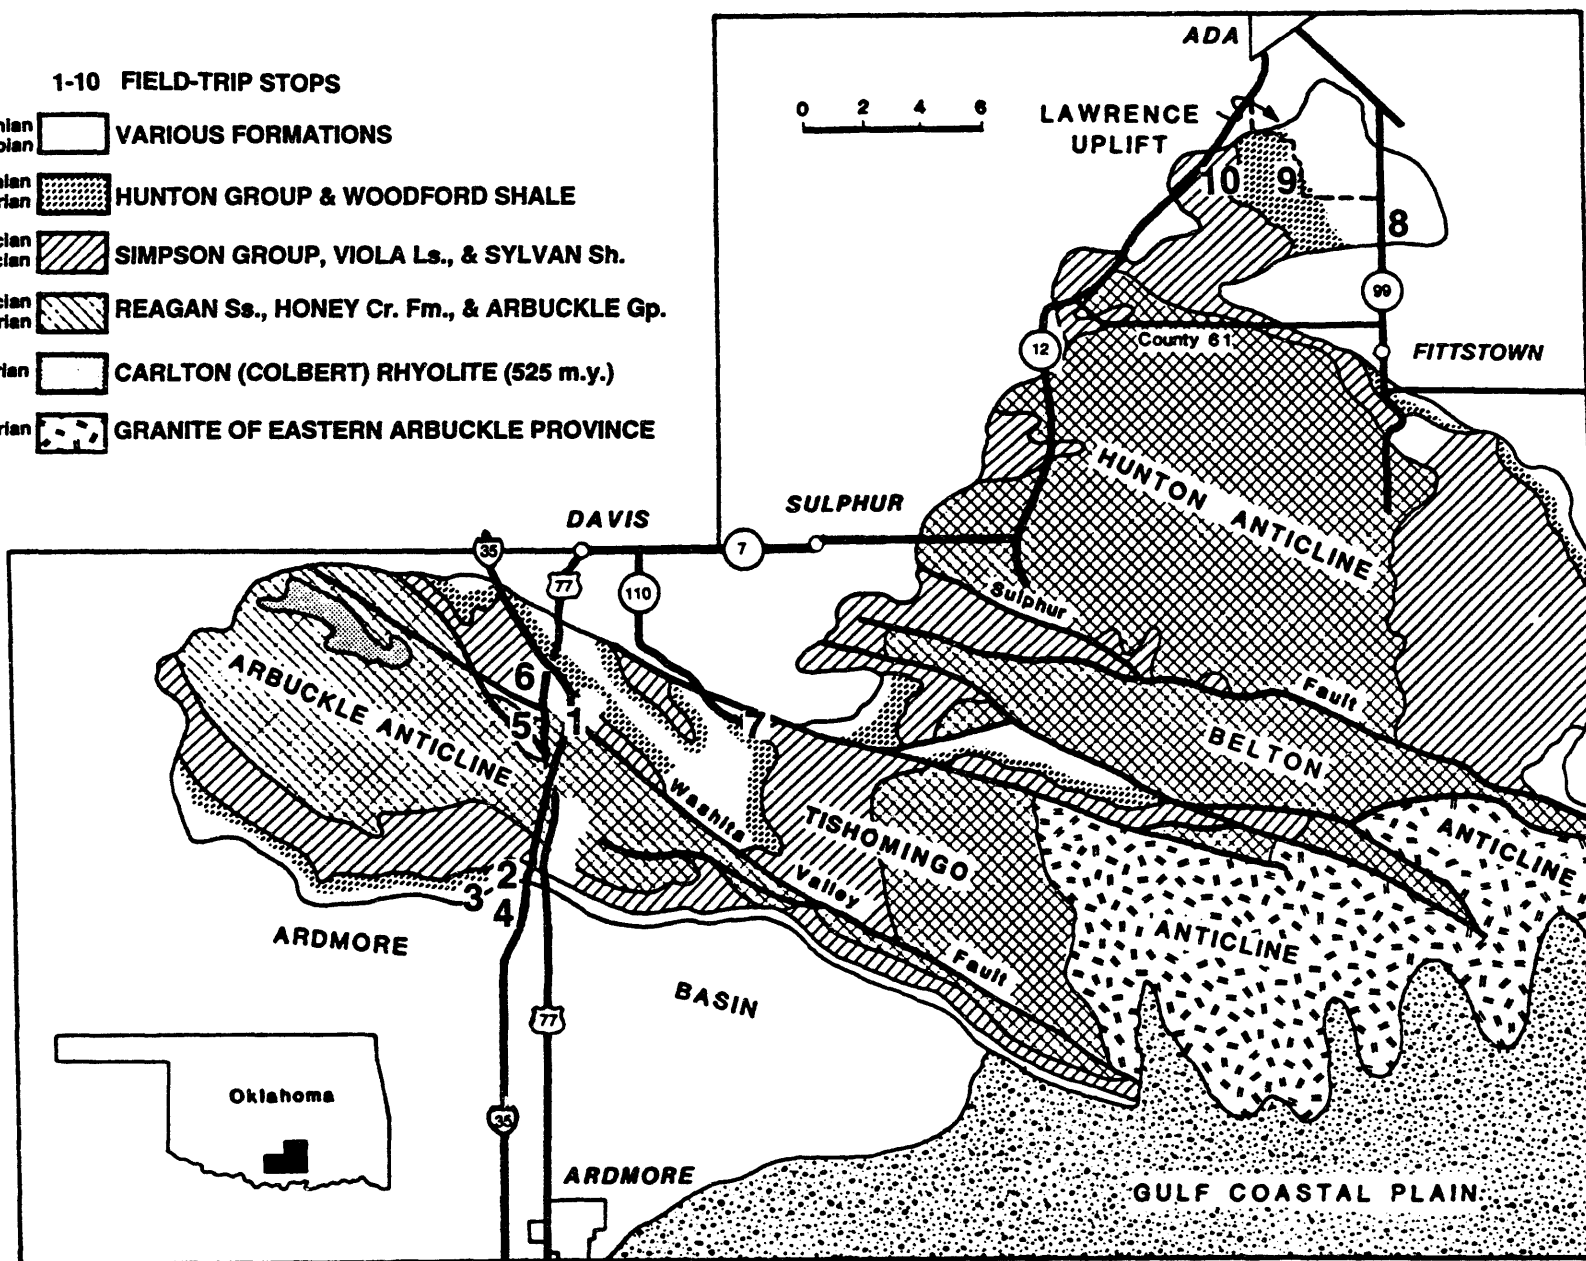 1-10 FIELD-TRIP STOPS
VARIOUS FORMATIONS
HUNTON GROUP & WOODFORD SHALE
SIMPSON GROUP, VIOLA Ls., & SYLVAN Sh.
REAGAN Ss., HONEY Cr. Fm., & ARBUCKLE Gp.
CARLTON (COLBERT) RHYOLITE (525 m.y.)
GRANITE OF EASTERN ARBUCKLE PROVINCE
ADA
0 2 4 6
LAWRENCE
UPLIFT
10 9
8
99
12
County 61
FITTSTOWN
HUNTON ANTICLINE
SULPHUR
DAVIS
35
7
77
110
Sulphur
Fault
ARBUCKLE ANTICLINE
6
5
1
7
BELTON
ANTICLINE
Washita
Valley
Fault
TISHOMINGO
ANTICLINE
2
3
4
ARDMORE
BASIN
77
Oklahoma
35
ARDMORE
GULF COASTAL PLAIN